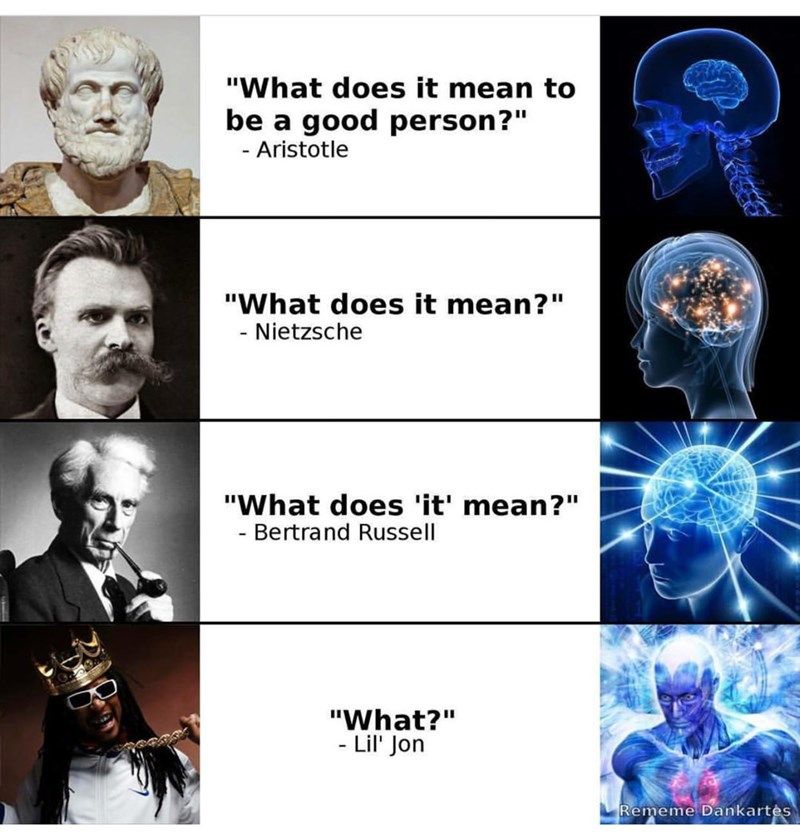 "What does it mean to
be a good person?"
- Aristotle
"What does it mean?"
- Nietzsche
"What does 'it' mean?"
- Bertrand Russell
"What?"
- Lil' Jon
Rememe Dankartes